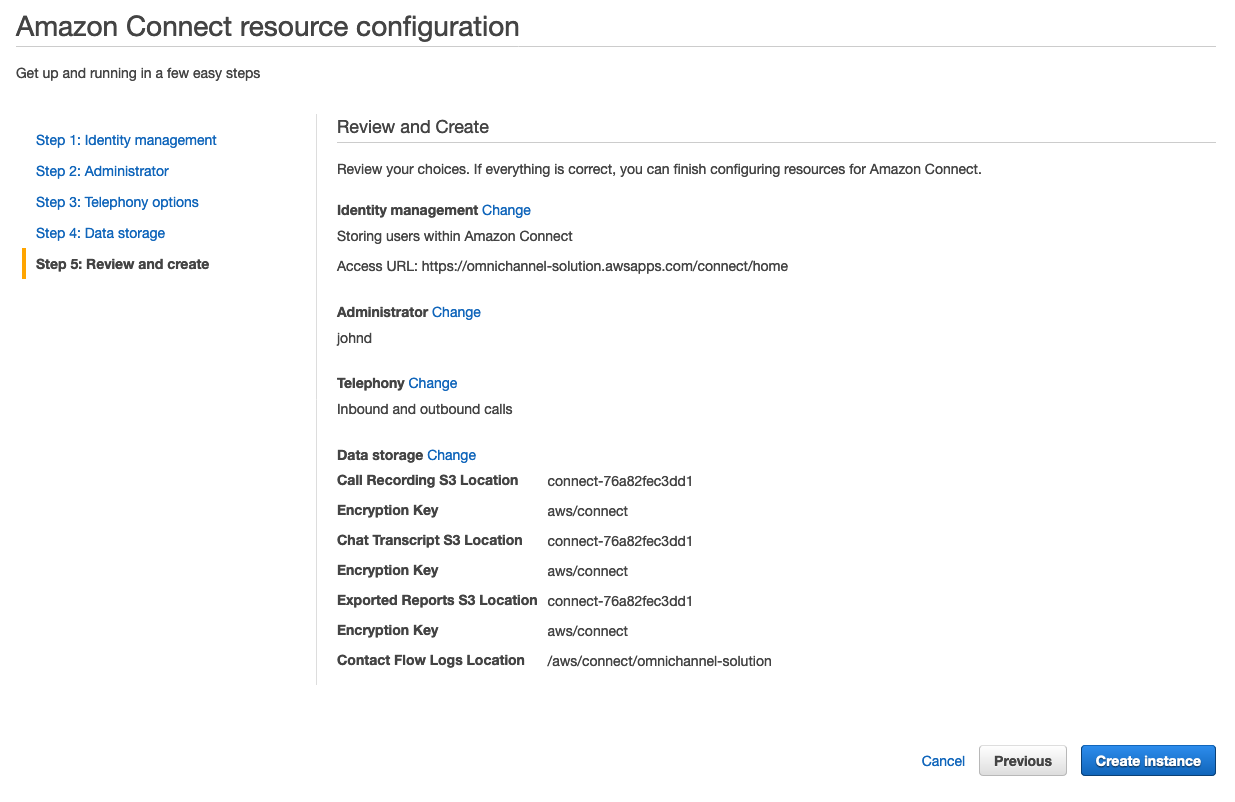 Amazon Connect resource configuration
Get up and running in a few easy steps
Step 1: Identity management
Step 2: Administrator
Step 3: Telephony options
Step 4: Data storage
Step 5: Review and create
Review and Create
Review your choices. If everything is correct, you can finish configuring resources for Amazon Connect.
Identity management Change
Storing users within Amazon Connect
Access URL: https://omnichannel-solution.awsapps.com/connect/home
Administrator Change
johnd
Telephony Change
Inbound and outbound calls
Data storage Change
Call Recording S3 Location connect-76a82fec3dd1
Encryption Key aws/connect
Chat Transcript S3 Location connect-76a82fec3dd1
Encryption Key aws/connect
Exported Reports S3 Location connect-76a82fec3dd1
Encryption Key aws/connect
Contact Flow Logs Location /aws/connect/omnichannel-solution
Cancel Previous Create instance